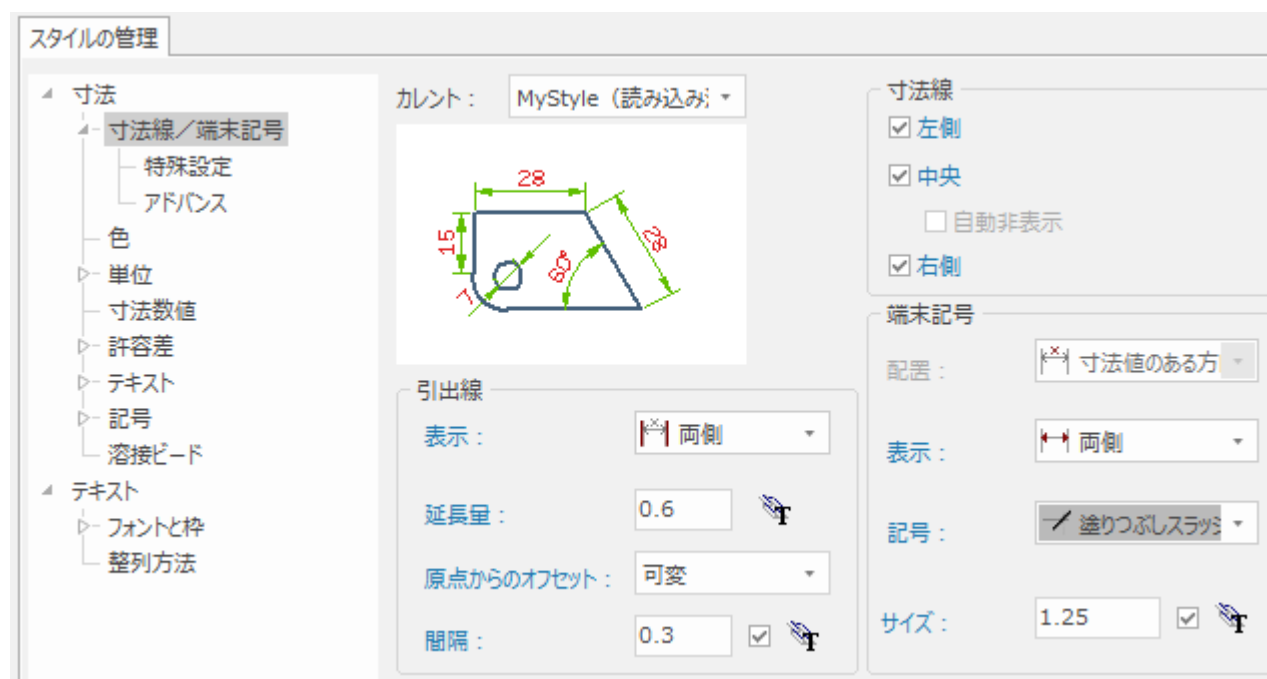 スタイルの管理
寸法
寸法線／端末記号
特殊設定
アドバンス
色
単位
寸法数値
許容差
テキスト
記号
溶接ビード
テキスト
フォントと枠
整列方法
カレント： MyStyle（読み込み
28
15
28
60°
7
引出線
表示： 両側
延長量： 0.6
原点からのオフセット： 可変
間隔： 0.3
寸法線
左側
中央
自動非表示
右側
端末記号
配置： 寸法値のある方
表示： 両側
記号： 塗りつぶしスラッシ
サイズ： 1.25